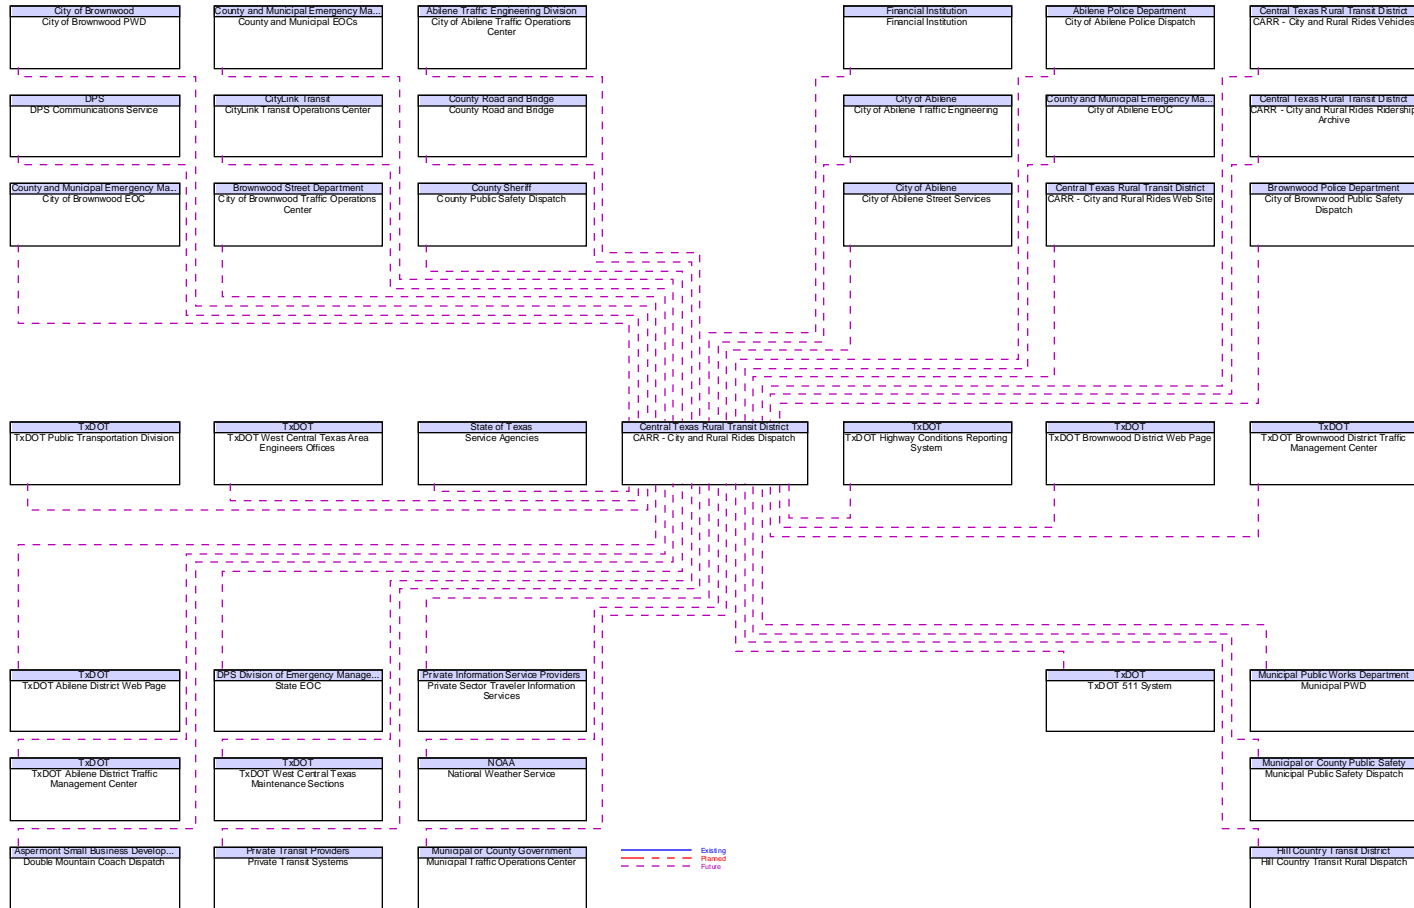 City of Brownwood
City of Brownwood PWD
County and Municipal Emergency Ma...
County and Municipal EOCs
Abilene Traffic Engineering Division
City of Abilene Traffic Operations
Center
Financial Institution
Financial Institution
Abilene Police Department
City of Abilene Police Dispatch
Central Texas Rural Transit District
CARR - City and Rural Rides Vehicles
DPS
DPS Communications Service
CityLink Transit
CityLink Transit Operations Center
County Road and Bridge
County Road and Bridge
City of Abilene
City of Abilene Traffic Engineering
County and Municipal Emergency Ma...
City of Abilene EOC
Central Texas Rural Transit District
CARR - City and Rural Rides Ridership
Archive
County and Municipal Emergency Ma...
City of Brownwood EOC
Brownwood Street Department
City of Brownwood Traffic Operations
Center
County Sheriff
County Public Safety Dispatch
City of Abilene
City of Abilene Street Services
Central Texas Rural Transit District
CARR - City and Rural Rides Web Site
Brownwood Police Department
City of Brownwood Public Safety
Dispatch
TxDOT
TxDOT Public Transportation Division
TxDOT
TxDOT West Central Texas Area
Engineers Offices
State of Texas
Service Agencies
Central Texas Rural Transit District
CARR - City and Rural Rides Dispatch
TxDOT
TxDOT Highway Conditions Reporting
System
TxDOT
TxDOT Brownwood District Web Page
TxDOT
TxDOT Brownwood District Traffic
Management Center
TxDOT
TxDOT Abilene District Web Page
DPS Division of Emergency Manage...
State EOC
Private Information Service Providers
Private Sector Traveler Information
Services
TxDOT
TxDOT 511 System
Municipal Public Works Department
Municipal PWD
TxDOT
TxDOT Abilene District Traffic
Management Center
TxDOT
TxDOT West Central Texas
Maintenance Sections
NOAA
National Weather Service
Municipal or County Public Safety
Municipal Public Safety Dispatch
Aspermont Small Business Develop...
Double Mountain Coach Dispatch
Private Transit Providers
Private Transit Systems
Municipal or County Government
Municipal Traffic Operations Center
Existing
Planned
Future
Hill Country Transit District
Hill Country Transit Rural Dispatch